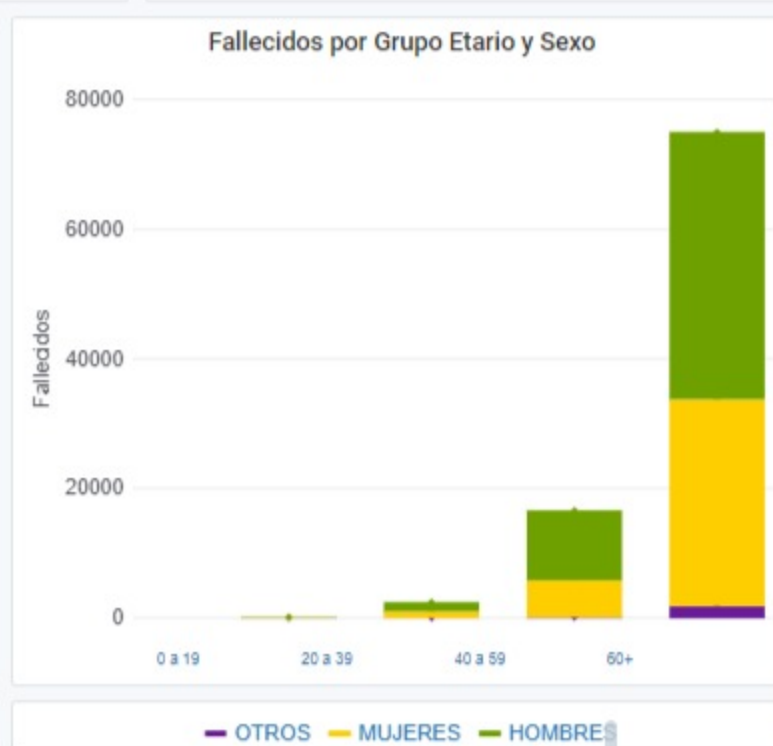 Fallecidos por Grupo Etario y Sexo
80000
60000
40000
20000
0
Fallecidos
0 a 19 20 a 39 40 a 59 60+
OTROS MUJERES HOMBRES